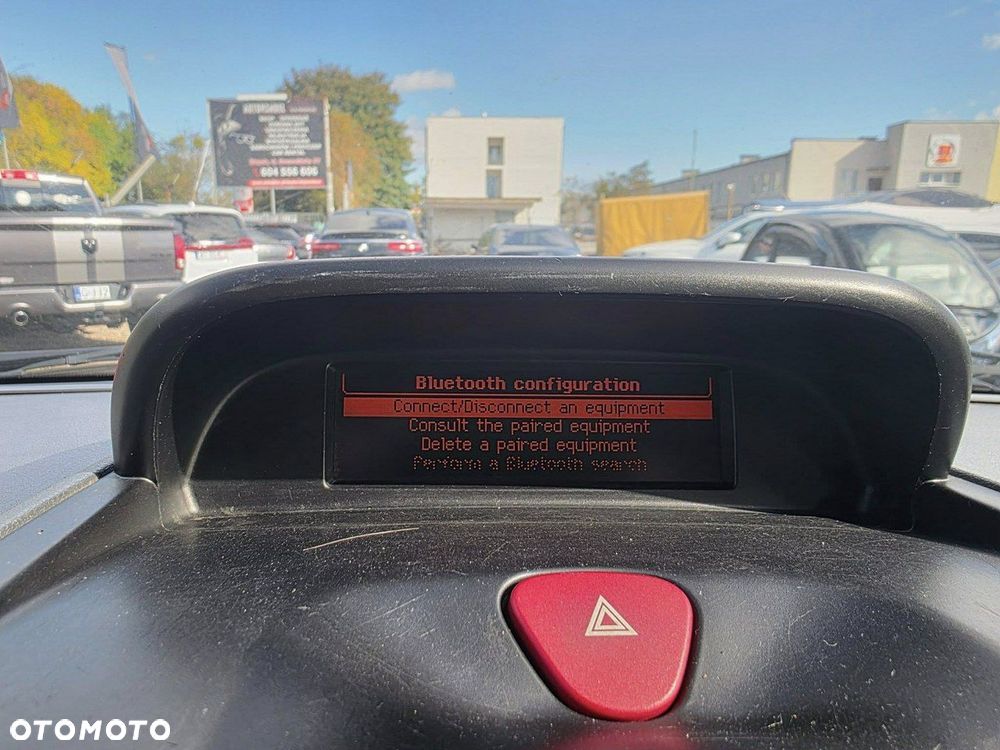 604 556 606
Bluetooth configuration
Connect/Disconnect an equipment
Consult the paired equipment
Delete a paired equipment
Perform a Bluetooth search
OTOMOTO